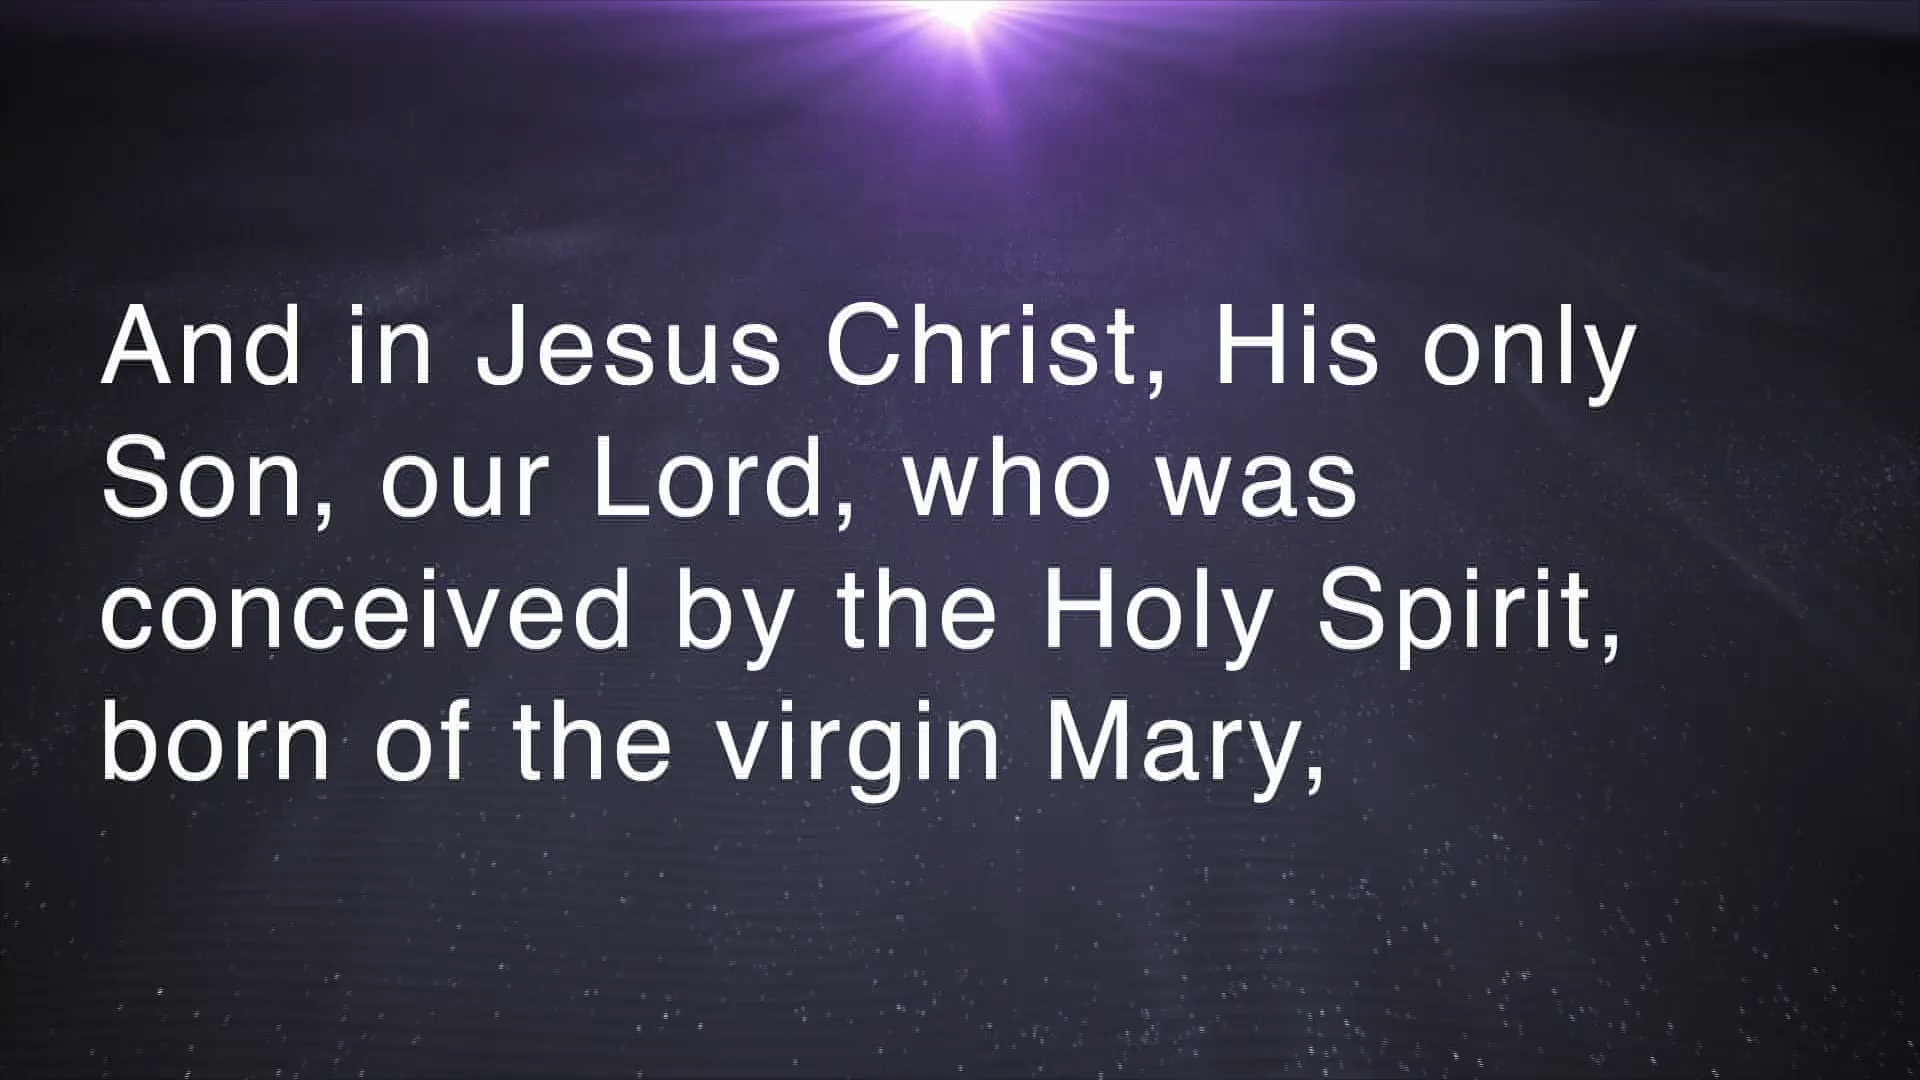 And in Jesus Christ, His only
Son, our Lord, who was
conceived by the Holy Spirit,
born of the virgin Mary,